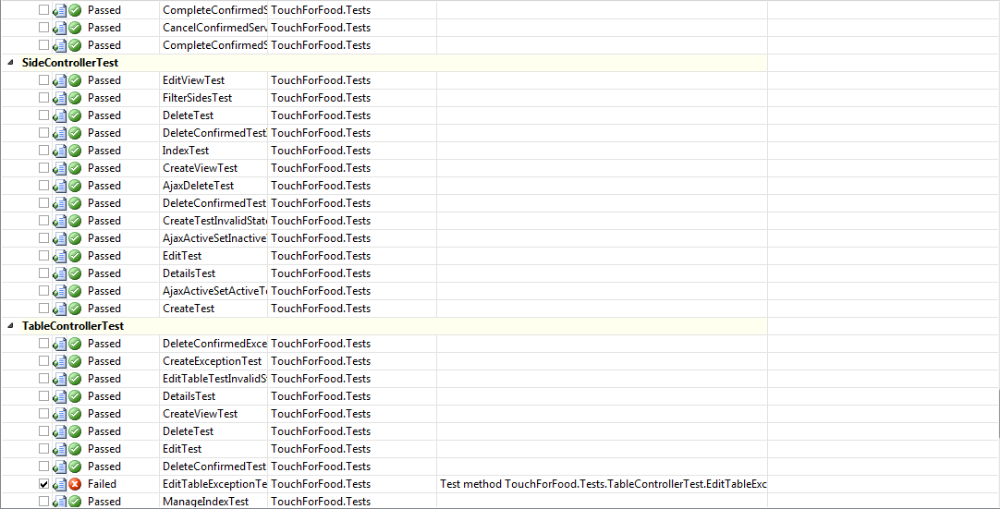 Passed CompleteConfirmedS TouchForFood.Tests
Passed CancelConfirmedServ TouchForFood.Tests
Passed CompleteConfirmedS TouchForFood.Tests
SideControllerTest
Passed EditViewTest TouchForFood.Tests
Passed FilterSidesTest TouchForFood.Tests
Passed DeleteTest TouchForFood.Tests
Passed DeleteConfirmedTestI TouchForFood.Tests
Passed IndexTest TouchForFood.Tests
Passed CreateViewTest TouchForFood.Tests
Passed AjaxDeleteTest TouchForFood.Tests
Passed DeleteConfirmedTest TouchForFood.Tests
Passed CreateTestInvalidState TouchForFood.Tests
Passed AjaxActiveSetInactiveT TouchForFood.Tests
Passed EditTest TouchForFood.Tests
Passed DetailsTest TouchForFood.Tests
Passed AjaxActiveSetActiveTe TouchForFood.Tests
Passed CreateTest TouchForFood.Tests
TableControllerTest
Passed DeleteConfirmedExce TouchForFood.Tests
Passed CreateExceptionTest TouchForFood.Tests
Passed EditTableTestInvalidSt TouchForFood.Tests
Passed DetailsTest TouchForFood.Tests
Passed CreateViewTest TouchForFood.Tests
Passed DeleteTest TouchForFood.Tests
Passed EditTest TouchForFood.Tests
Passed DeleteConfirmedTest TouchForFood.Tests
Failed EditTableExceptionTe TouchForFood.Tests Test method TouchForFood.Tests.TableControllerTest.EditTableExc
Passed ManageIndexTest TouchForFood.Tests